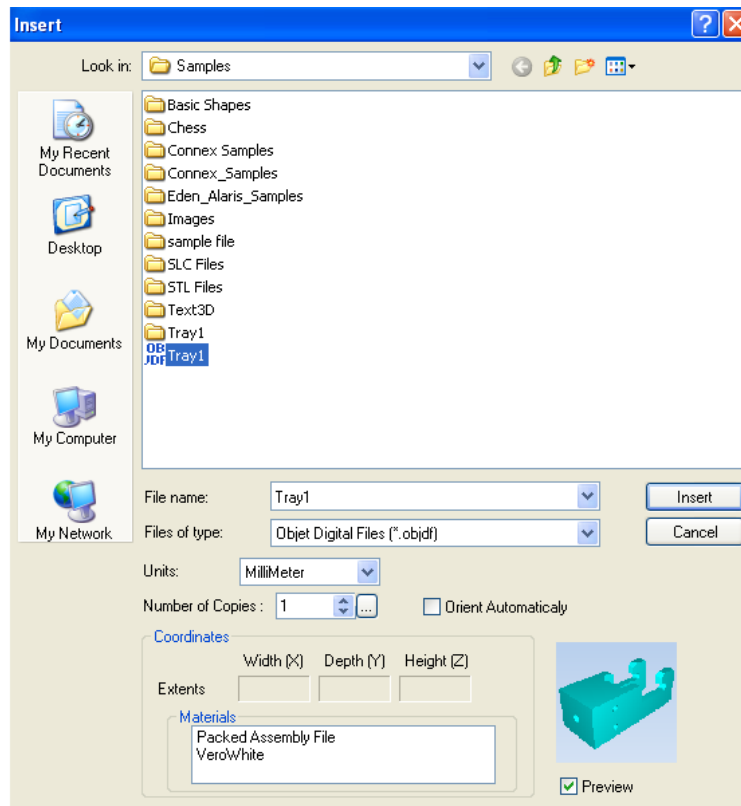 Insert
Look in: Samples
Basic Shapes
Chess
Connex Samples
Connex_Samples
Eden_Alaris_Samples
Images
sample file
SLC Files
STL Files
Text3D
Tray1
OBJ JDF Tray1
My Recent Documents
Desktop
My Documents
My Computer
My Network
File name: Tray1 Insert
Files of type: Objet Digital Files (*.objdf) Cancel
Units: MilliMeter
Number of Copies : 1 ... Orient Automaticaly
Coordinates
Width (X) Depth (Y) Height (Z)
Extents
Materials
Packed Assembly File
VeroWhite
Preview